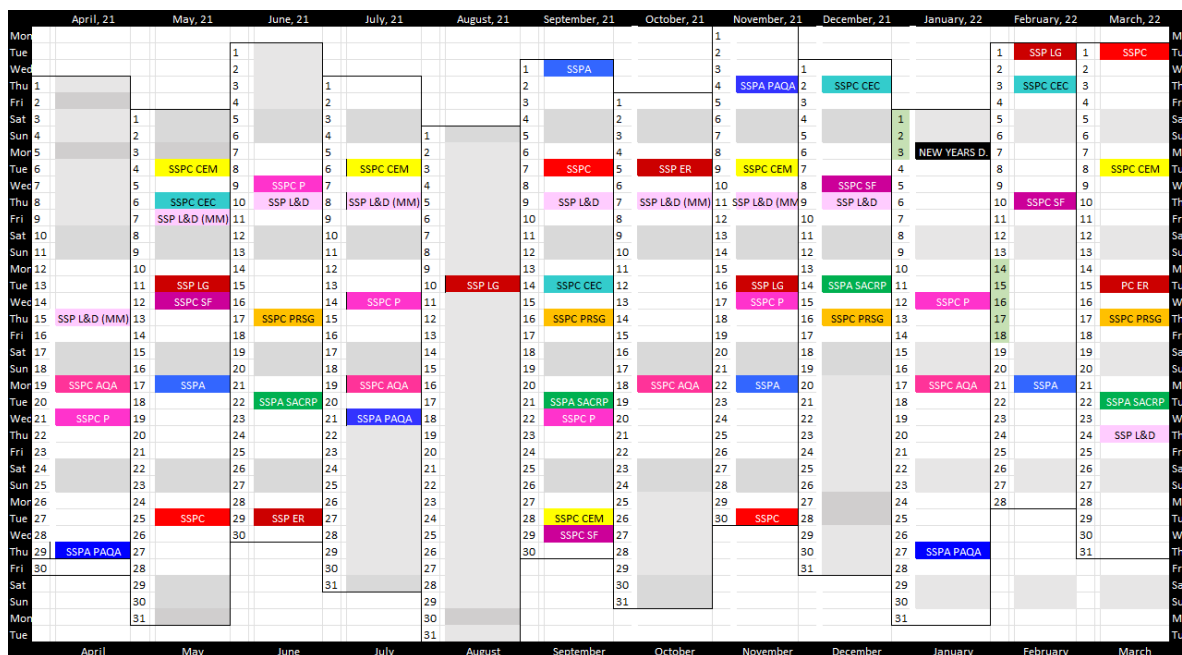 April, 21 May, 21 June, 21 July, 21 August, 21 September, 21 October, 21 November, 21 December, 21 January, 22 February, 22 March, 22
Mon 1 M
Tue 1 2 1 SSP LG 1 SSPC Tu
Wed 2 1 SSPA 3 1 2 2 W
Thu 1 3 1 2 4 SSPA PAQA 2 SSPC CEC 3 SSPC CEC 3 Th
Fri 2 4 2 3 1 5 3 4 4 Fr
Sat 3 1 5 3 4 2 6 4 1 5 5 Sa
Sun 4 2 6 4 1 5 3 7 5 2 6 6 Su
Mon 5 3 7 5 2 6 4 8 6 3 NEW YEARS D. 7 7 M
Tue 6 4 SSPC CEM 8 6 SSPC CEM 3 7 SSPC 5 SSP ER 9 SSPC CEM 7 4 8 8 SSPC CEM Tu
Wed 7 5 9 SSPC P 7 4 8 6 10 8 SSPC SF 5 9 9 W
Thu 8 6 SSPC CEC 10 SSP L&D 8 SSPC L&D (MM) 5 9 SSP L&D 7 SSP L&D (MM) 11 SSP L&D (MM) 9 SSP L&D 6 10 SSPC SF 10 Th
Fri 9 7 SSP L&D (MM) 11 9 6 10 8 12 10 7 11 11 Fr
Sat 10 8 12 10 7 11 9 13 11 8 12 12 Sa
Sun 11 9 13 11 8 12 10 14 12 9 13 13 Su
Mon 12 10 14 12 9 13 11 15 13 10 14 14 M
Tue 13 11 SSP LG 15 13 10 SSP LG 14 SSPC CEC 12 16 SSP LG 14 SSPA SACRP 11 15 15 PC ER Tu
Wed 14 12 SSPC SF 16 14 SSPC P 11 15 13 17 SSPC P 15 12 SSPC P 16 16 W
Thu 15 SSP L&D (MM) 13 17 SSPC PRSG 15 12 16 SSPC PRSG 14 18 16 SSPC PRSG 13 17 17 SSPC PRSG Th
Fri 16 14 18 16 13 17 15 19 17 14 18 18 Fr
Sat 17 15 19 17 14 18 16 20 18 15 19 19 Sa
Sun 18 16 20 18 15 19 17 21 19 16 20 20 Su
Mon 19 SSPC AQA 17 SSPA 21 19 SSPC AQA 16 20 18 SSPC AQA 22 SSPA 20 17 SSPC AQA 21 SSPA 21 M
Tue 20 18 22 SSPA SACRP 20 17 21 SSPA SACRP 19 23 21 18 22 22 SSPA SACRP Tu
Wed 21 SSPC P 19 23 21 SSPA PAQA 18 22 SSPC P 20 24 22 19 23 23 W
Thu 22 20 24 22 19 23 21 25 23 20 24 24 SSP L&D Th
Fri 23 21 25 23 20 24 22 26 24 21 25 25 Fr
Sat 24 22 26 24 21 25 23 27 25 22 26 26 Sa
Sun 25 23 27 25 22 26 24 28 26 23 27 27 Su
Mon 26 24 28 26 23 27 25 29 27 24 28 28 M
Tue 27 25 SSPC 29 SSP ER 27 24 28 SSPC CEM 26 30 SSPC 28 25 29 Tu
Wed 28 26 30 28 25 29 SSPC SF 27 29 26 30 W
Thu 29 SSPA PAQA 27 29 26 30 28 30 27 SSPA PAQA 31 Th
Fri 30 28 30 27 29 31 28 Fr
Sat 29 31 28 30 29 Sa
Sun 30 29 31 30 Su
Mon 31 30 31 M
Tue 31 Tu
April May June July August September October November December January February March